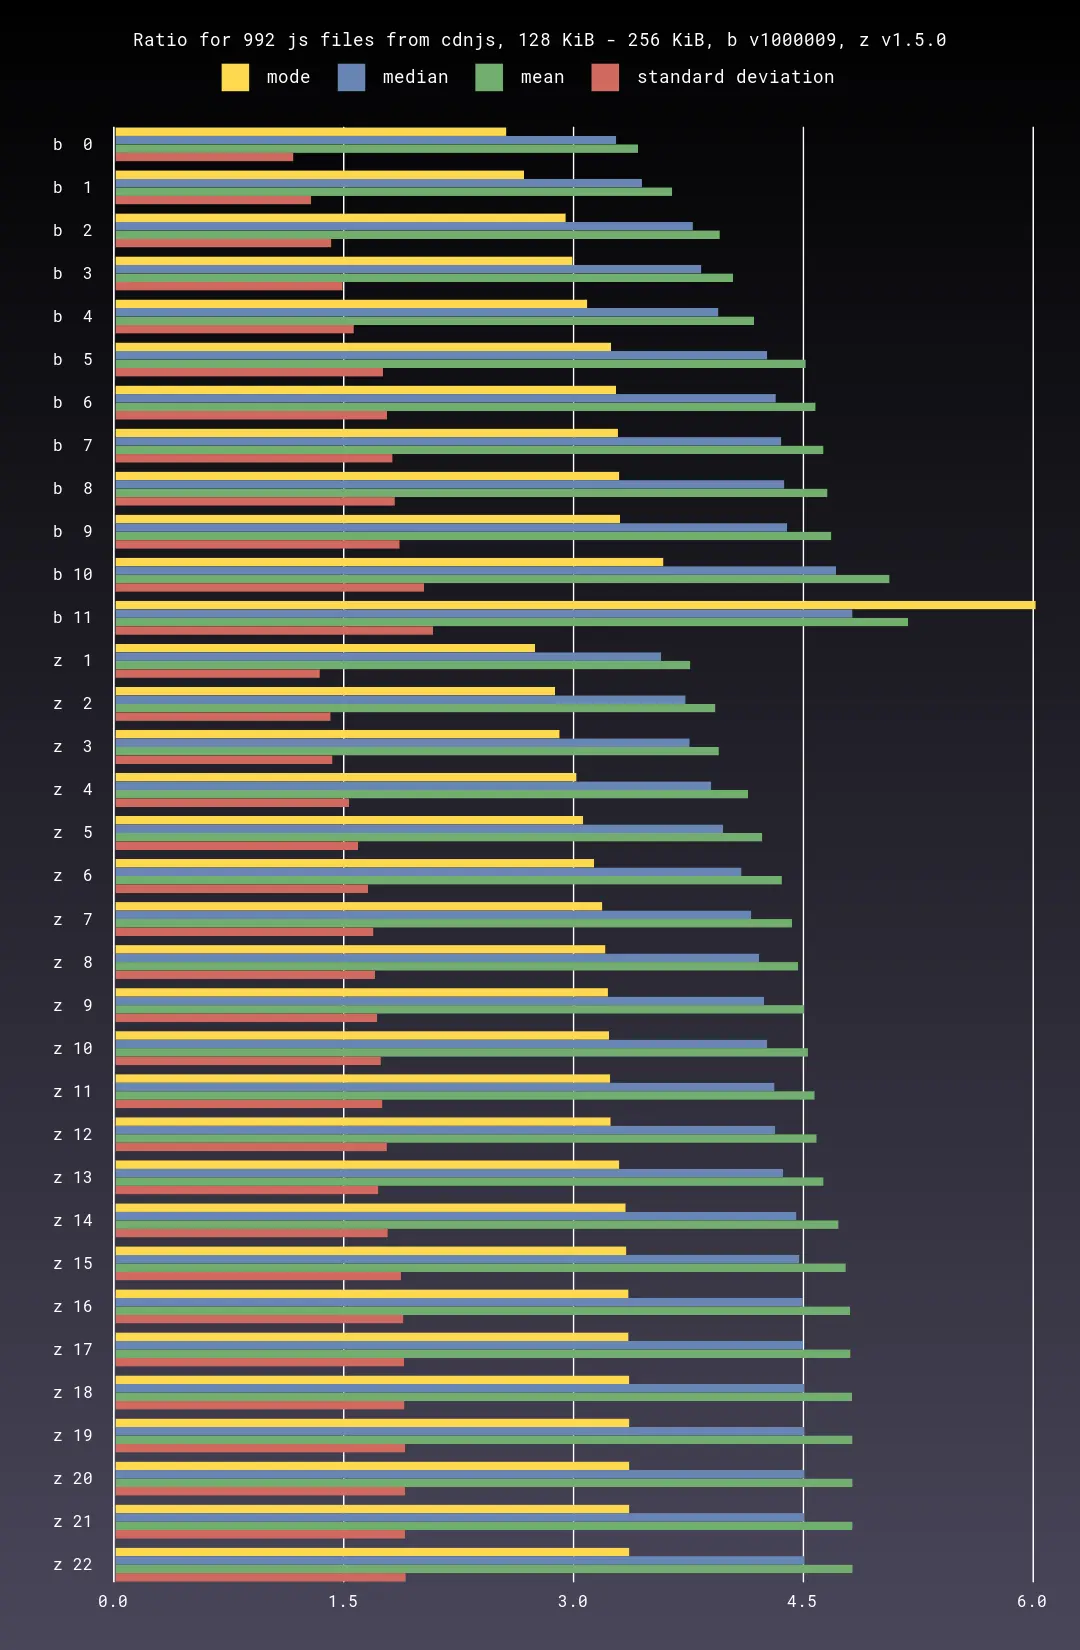 Ratio for 992 js files from cdnjs, 128 KiB - 256 KiB, b v1000009, z v1.5.0
mode median mean standard deviation
b 0
b 1
b 2
b 3
b 4
b 5
b 6
b 7
b 8
b 9
b 10
b 11
z 1
z 2
z 3
z 4
z 5
z 6
z 7
z 8
z 9
z 10
z 11
z 12
z 13
z 14
z 15
z 16
z 17
z 18
z 19
z 20
z 21
z 22
0.0 1.5 3.0 4.5 6.0